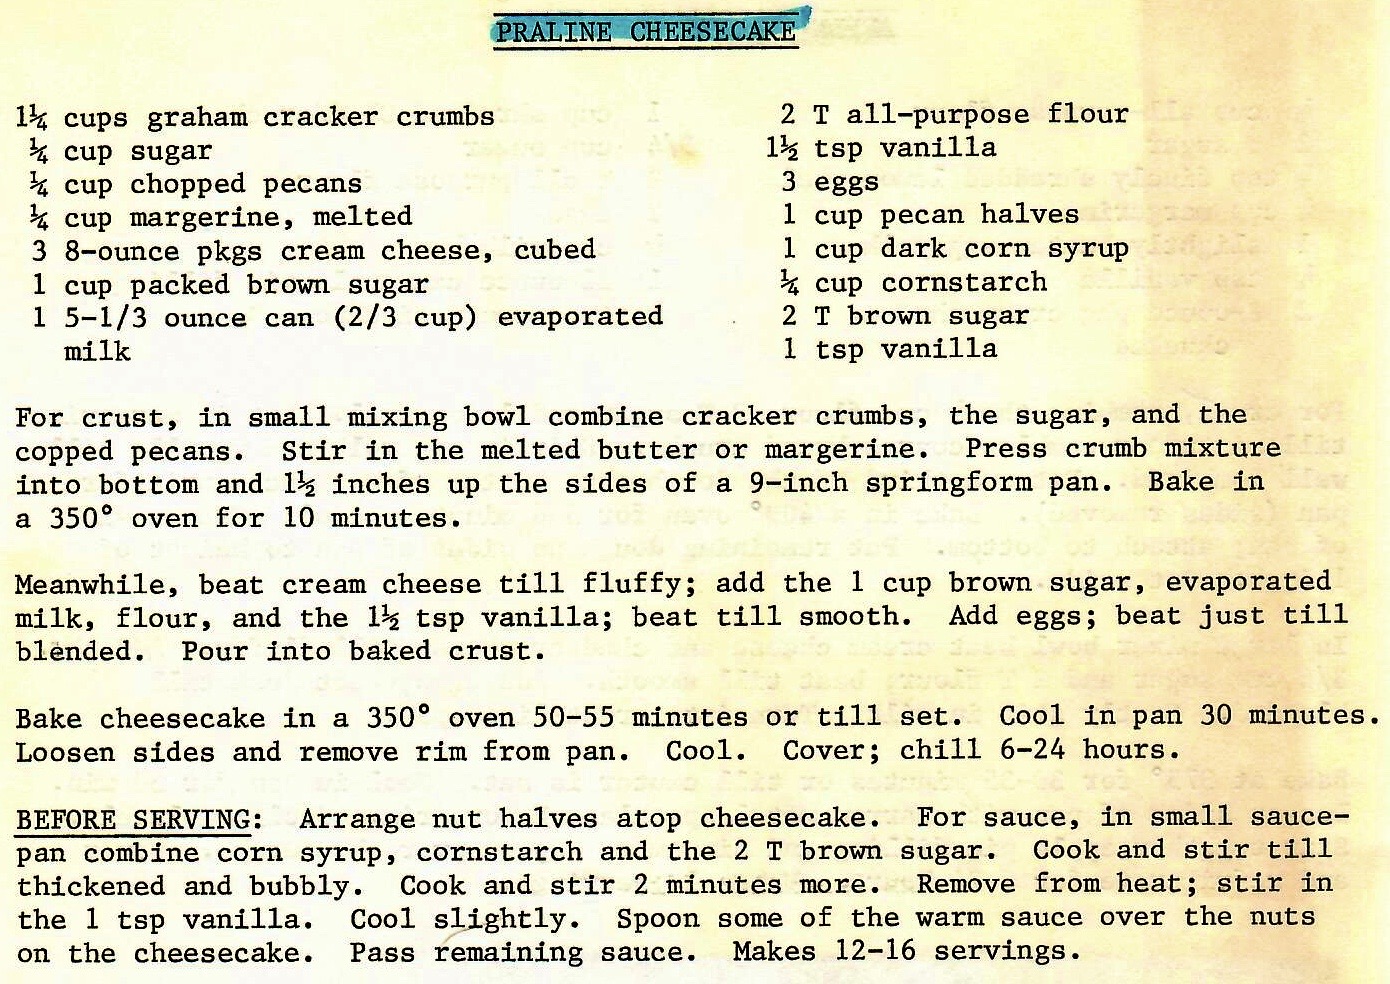 PRALINE CHEESECAKE
1¼ cups graham cracker crumbs
¼ cup sugar
¼ cup chopped pecans
¼ cup margerine, melted
3 8-ounce pkgs cream cheese, cubed
1 cup packed brown sugar
1 5-1/3 ounce can (2/3 cup) evaporated
milk
2 T all-purpose flour
1½ tsp vanilla
3 eggs
1 cup pecan halves
1 cup dark corn syrup
¼ cup cornstarch
2 T brown sugar
1 tsp vanilla
For crust, in small mixing bowl combine cracker crumbs, the sugar, and the
copped pecans. Stir in the melted butter or margerine. Press crumb mixture
into bottom and 1½ inches up the sides of a 9-inch springform pan. Bake in
a 350° oven for 10 minutes.
Meanwhile, beat cream cheese till fluffy; add the 1 cup brown sugar, evaporated
milk, flour, and the 1½ tsp vanilla; beat till smooth. Add eggs; beat just till
blended. Pour into baked crust.
Bake cheesecake in a 350° oven 50-55 minutes or till set. Cool in pan 30 minutes.
Loosen sides and remove rim from pan. Cool. Cover; chill 6-24 hours.
BEFORE SERVING: Arrange nut halves atop cheesecake. For sauce, in small sauce-
pan combine corn syrup, cornstarch and the 2 T brown sugar. Cook and stir till
thickened and bubbly. Cook and stir 2 minutes more. Remove from heat; stir in
the 1 tsp vanilla. Cool slightly. Spoon some of the warm sauce over the nuts
on the cheesecake. Pass remaining sauce. Makes 12-16 servings.